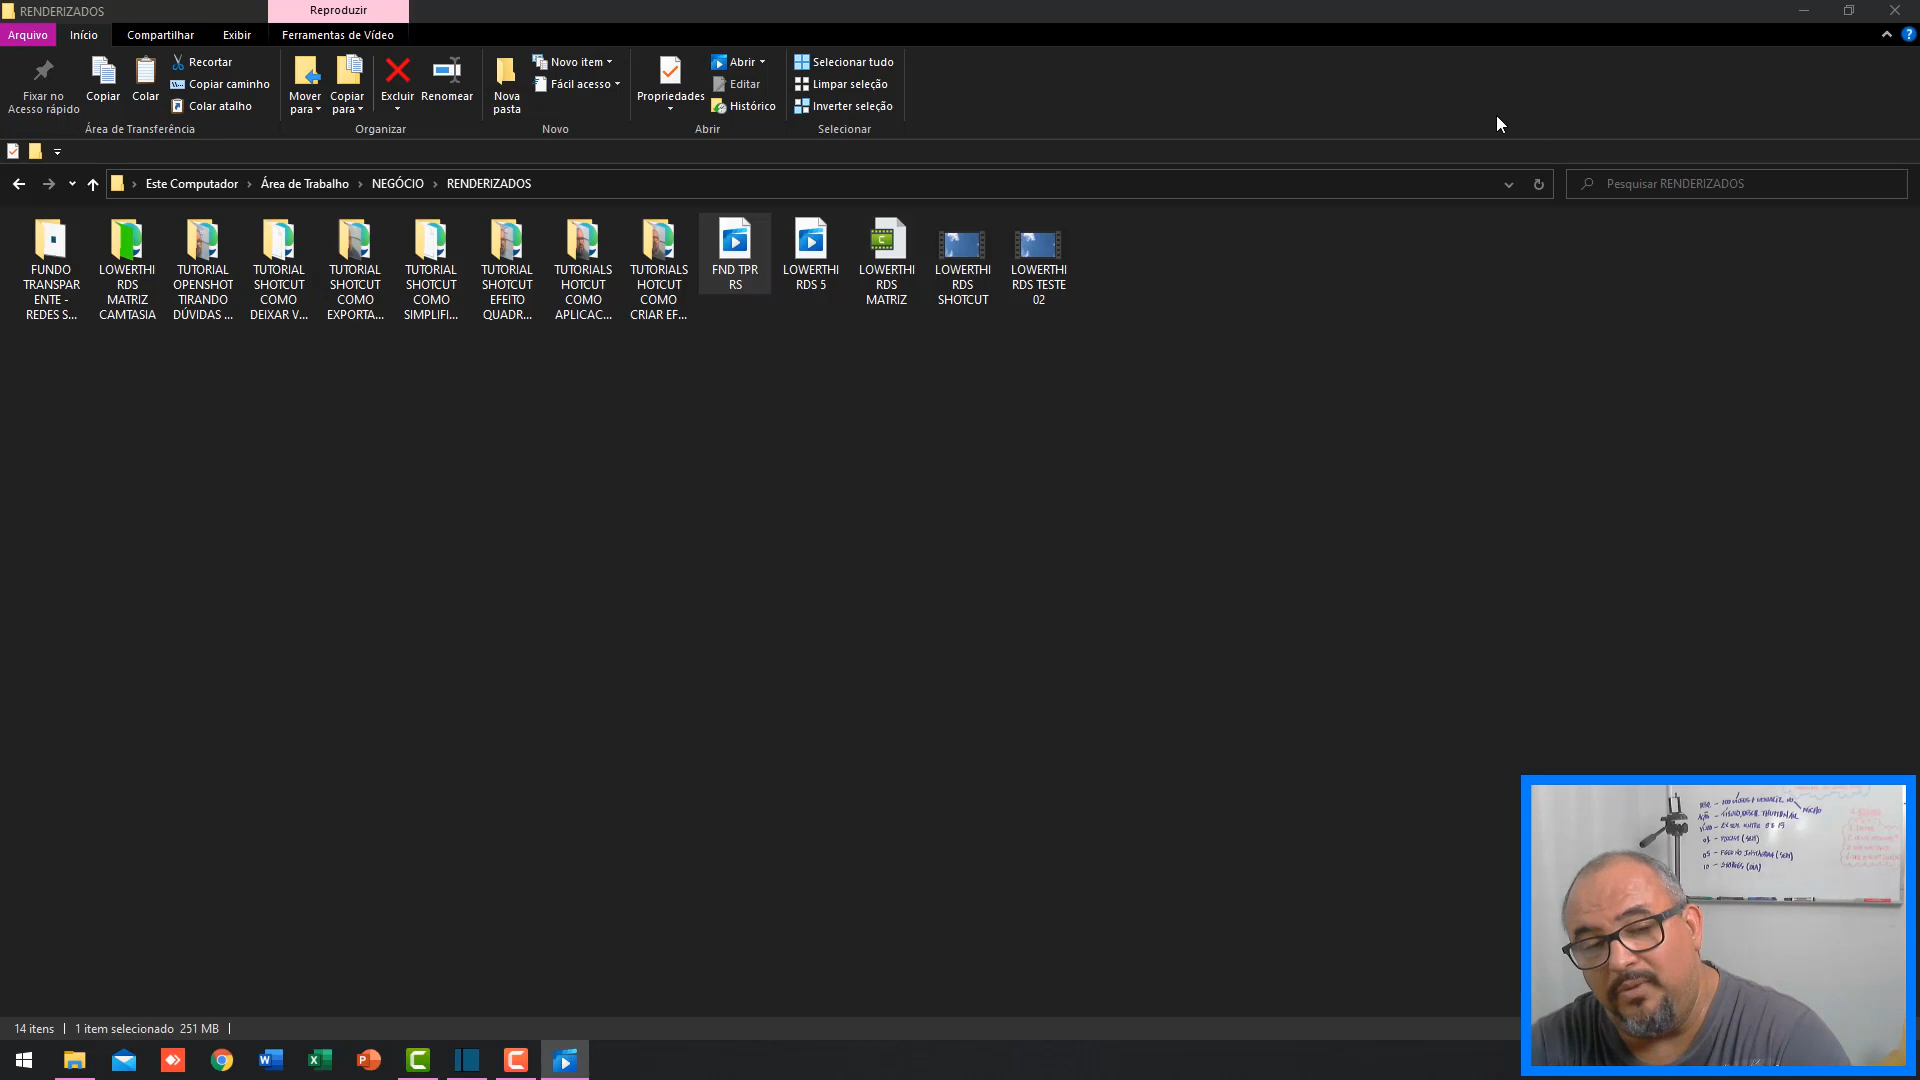 RENDERIZADOS
Reproduzir
Arquivo
Início
Compartilhar
Exibir
Ferramentas de Vídeo
Fixar no
Acesso rápido
Copiar
Colar
Recortar
Copiar caminho
Colar atalho
Área de Transferência
Mover
para
Copiar
para
Excluir
Renomear
Organizar
Nova
pasta
Novo item
Fácil acesso
Novo
Propriedades
Abrir
Editar
Histórico
Abrir
Selecionar tudo
Limpar seleção
Inverter seleção
Selecionar
Este Computador > Área de Trabalho > NEGÓCIO > RENDERIZADOS
Pesquisar RENDERIZADOS
FUNDO
TRANSPAR
ENTE -
REDES S...
LOWERTHI
RDS
MATRIZ
CAMTASIA
TUTORIAL
OPENSHOT
TIRANDO
DÚVIDAS ...
TUTORIAL
SHOTCUT
COMO
DEIXAR V...
TUTORIAL
SHOTCUT
COMO
EXPORTA...
TUTORIAL
SHOTCUT
COMO
SIMPLIFI...
TUTORIAL
SHOTCUT
EFEITO
QUADR...
TUTORIALS
HOTCUT
COMO
APLICAC...
TUTORIALS
HOTCUT
COMO
CRIAR EF...
FND TPR
RS
LOWERTHI
RDS 5
LOWERTHI
RDS
MATRIZ
LOWERTHI
RDS
SHOTCUT
LOWERTHI
RDS TESTE
02
14 itens
1 item selecionado 251 MB